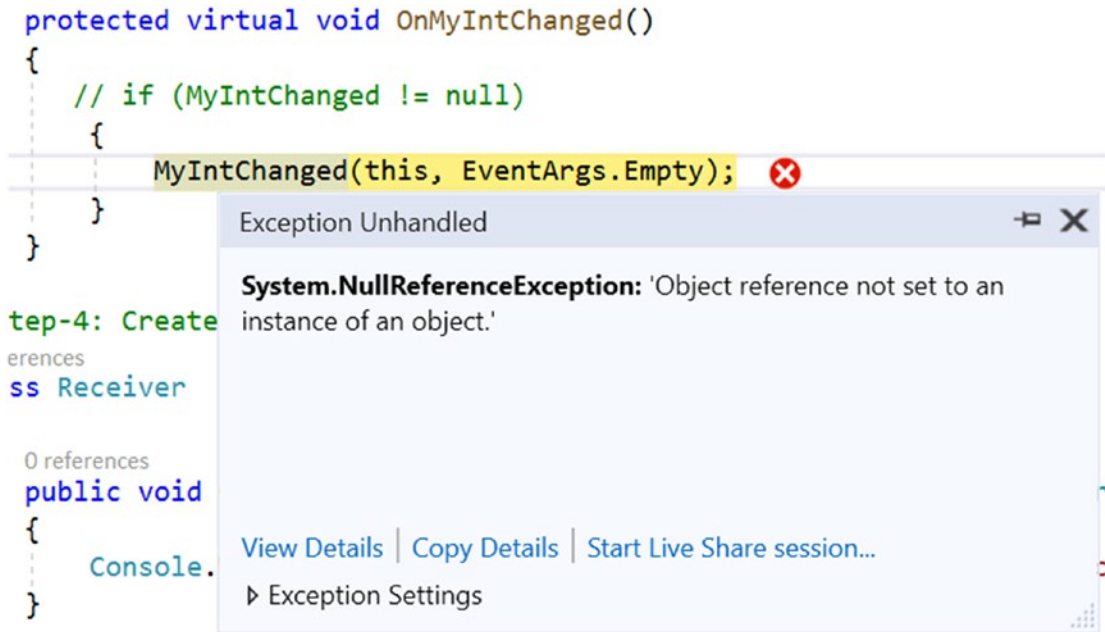 protected virtual void OnMyIntChanged()
{
// if (MyIntChanged != null)
{
MyIntChanged(this, EventArgs.Empty);
}
}
Exception Unhandled
System.NullReferenceException: 'Object reference not set to an
instance of an object.'
tep-4: Create
erences
ss Receiver
0 references
public void
{
Console.
}
View Details | Copy Details | Start Live Share session...
Exception Settings